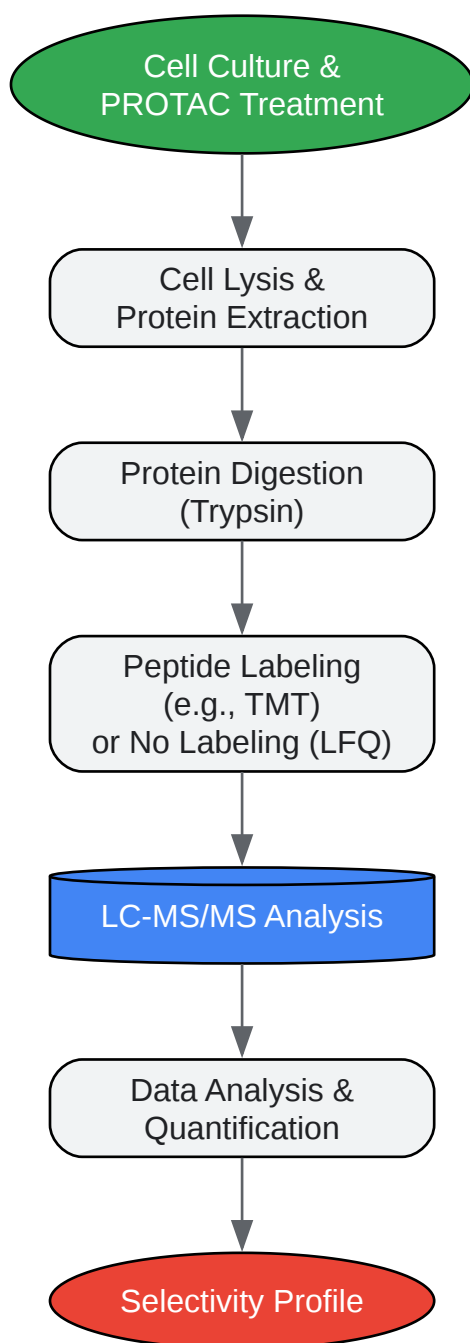 Cell Culture &
PROTAC Treatment
Cell Lysis &
Protein Extraction
Protein Digestion
(Trypsin)
Peptide Labeling
(e.g., TMT)
or No Labeling (LFQ)
LC-MS/MS Analysis
Data Analysis &
Quantification
Selectivity Profile